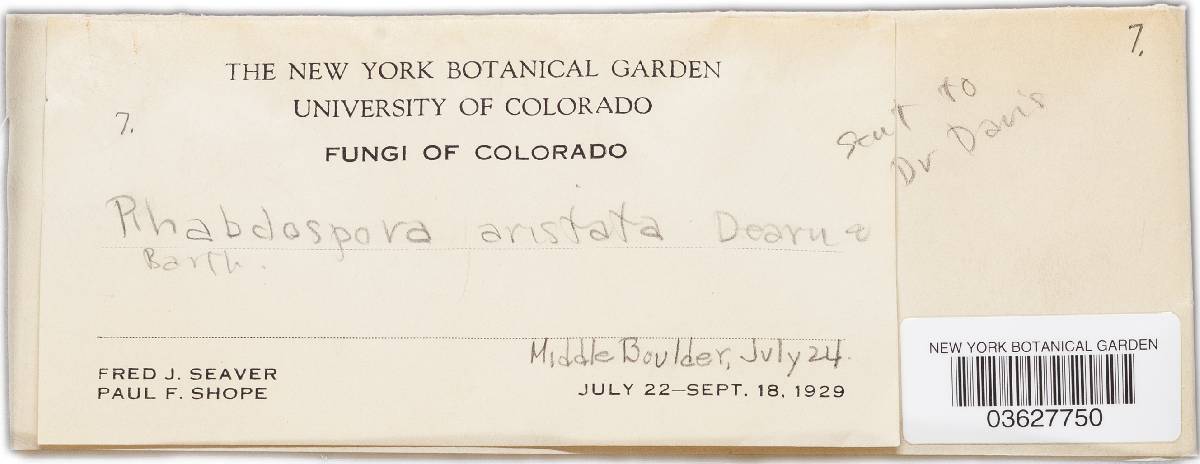 7.
THE NEW YORK BOTANICAL GARDEN
UNIVERSITY OF COLORADO
7.
FUNGI OF COLORADO
sent to
Dr Davis
Rhabdospora aristata Dearn &
Barth.
Middle Boulder, July 24.
FRED J. SEAVER
PAUL F. SHOPE
JULY 22—SEPT. 18, 1929
NEW YORK BOTANICAL GARDEN
03627750